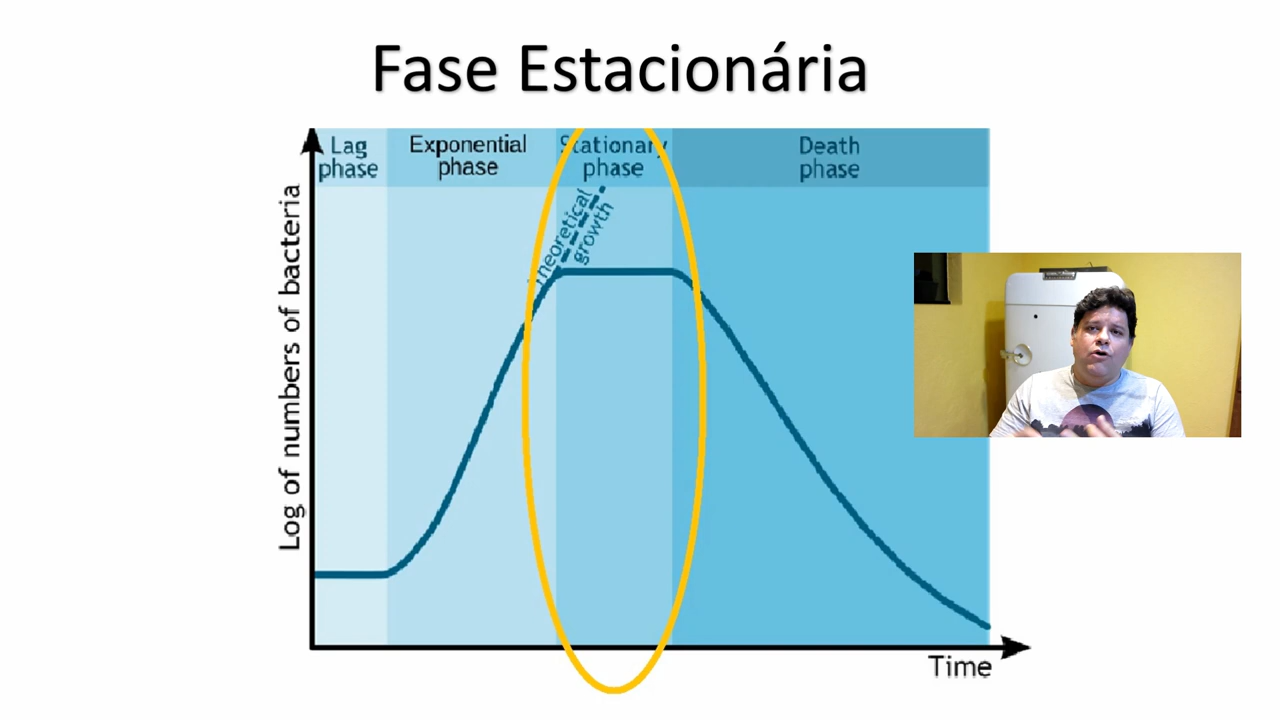 Fase Estacionária
Lag
phase
Exponential
phase
Stationary
phase
Death
phase
Theoretical
growth
Log of numbers of bacteria
Time